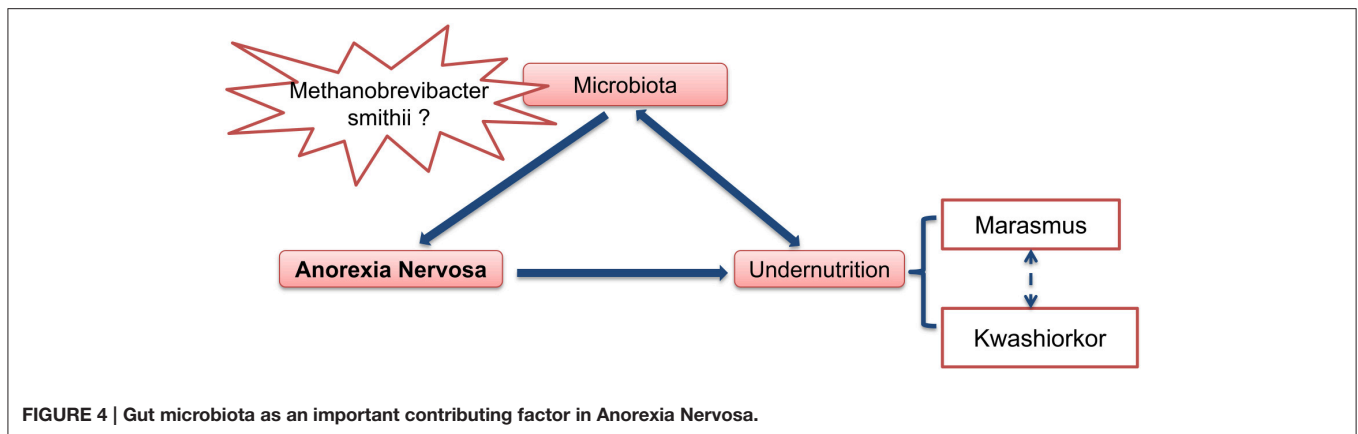 Methanobrevibacter
smithii ?
Microbiota
Anorexia Nervosa
Undernutrition
Marasmus
Kwashiorkor
FIGURE 4 | Gut microbiota as an important contributing factor in Anorexia Nervosa.